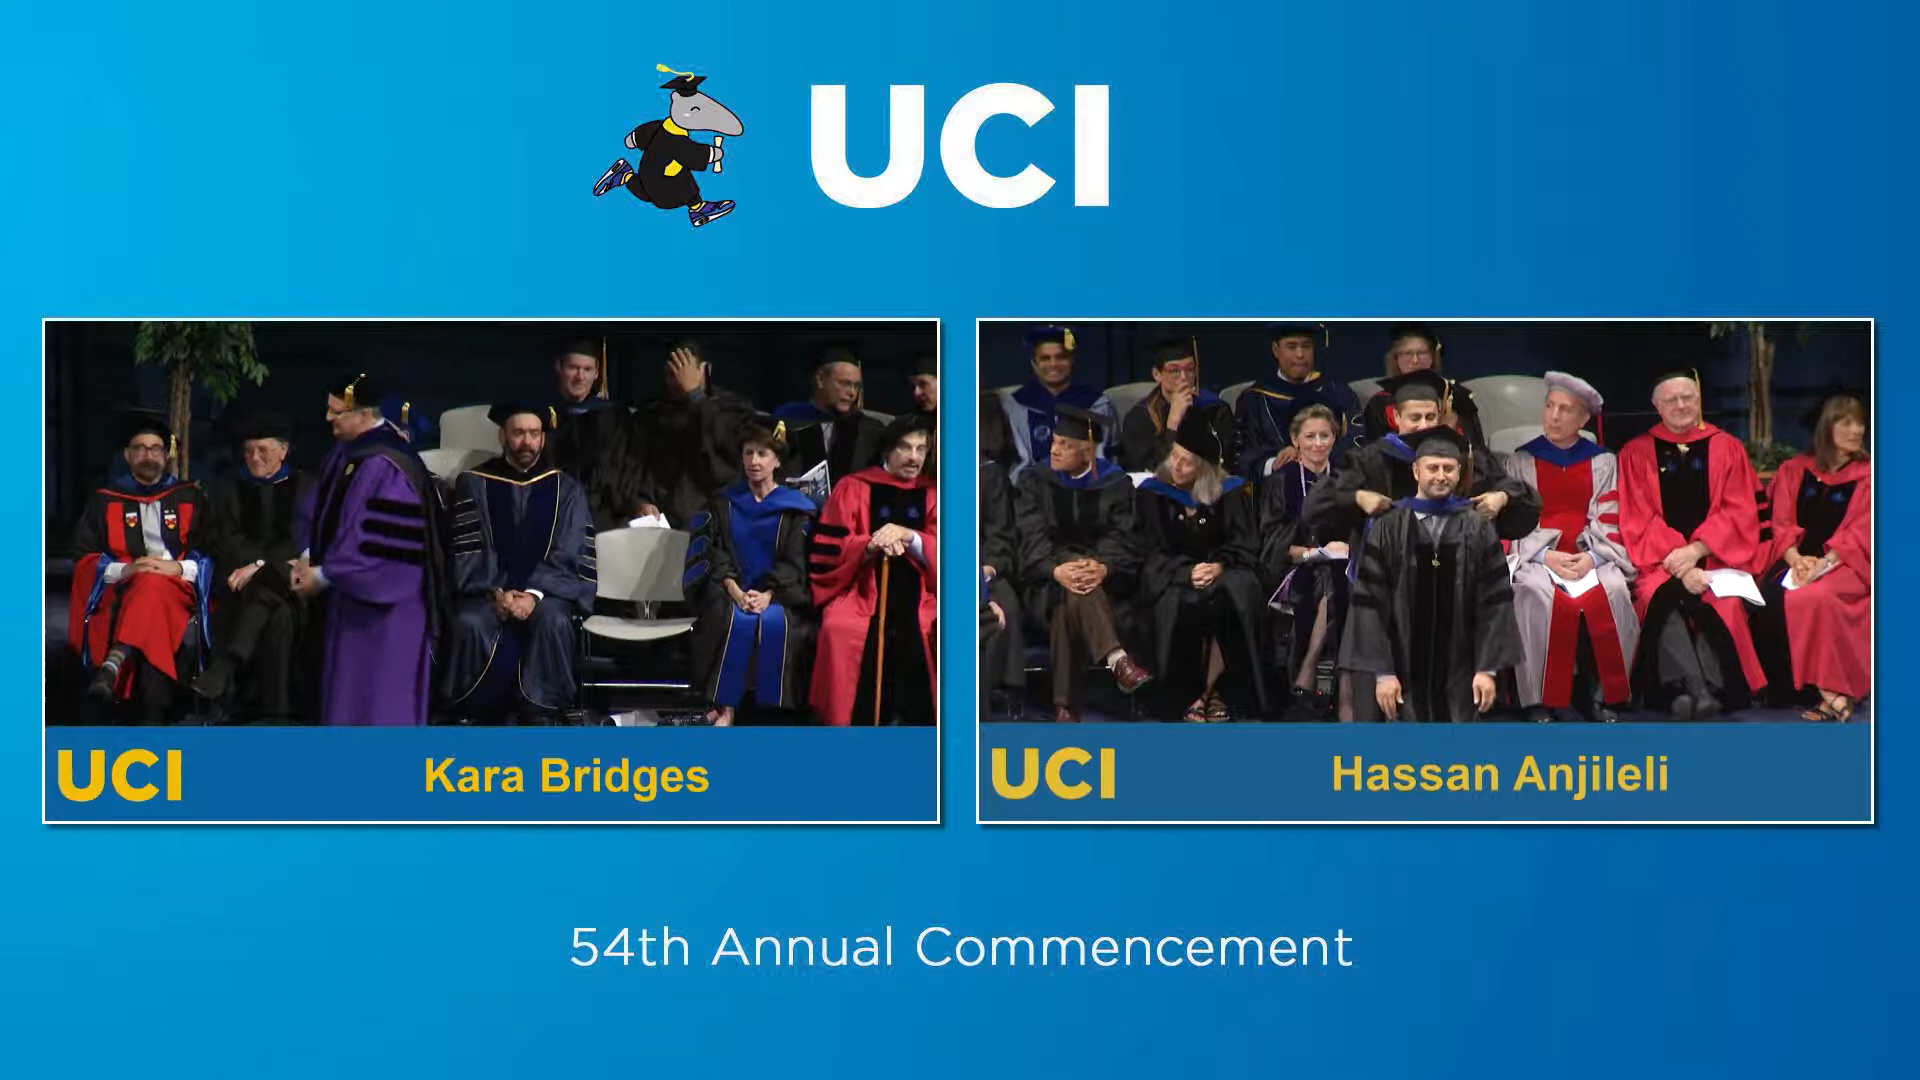 UCI
UCI Kara Bridges
UCI Hassan Anjileli
54th Annual Commencement